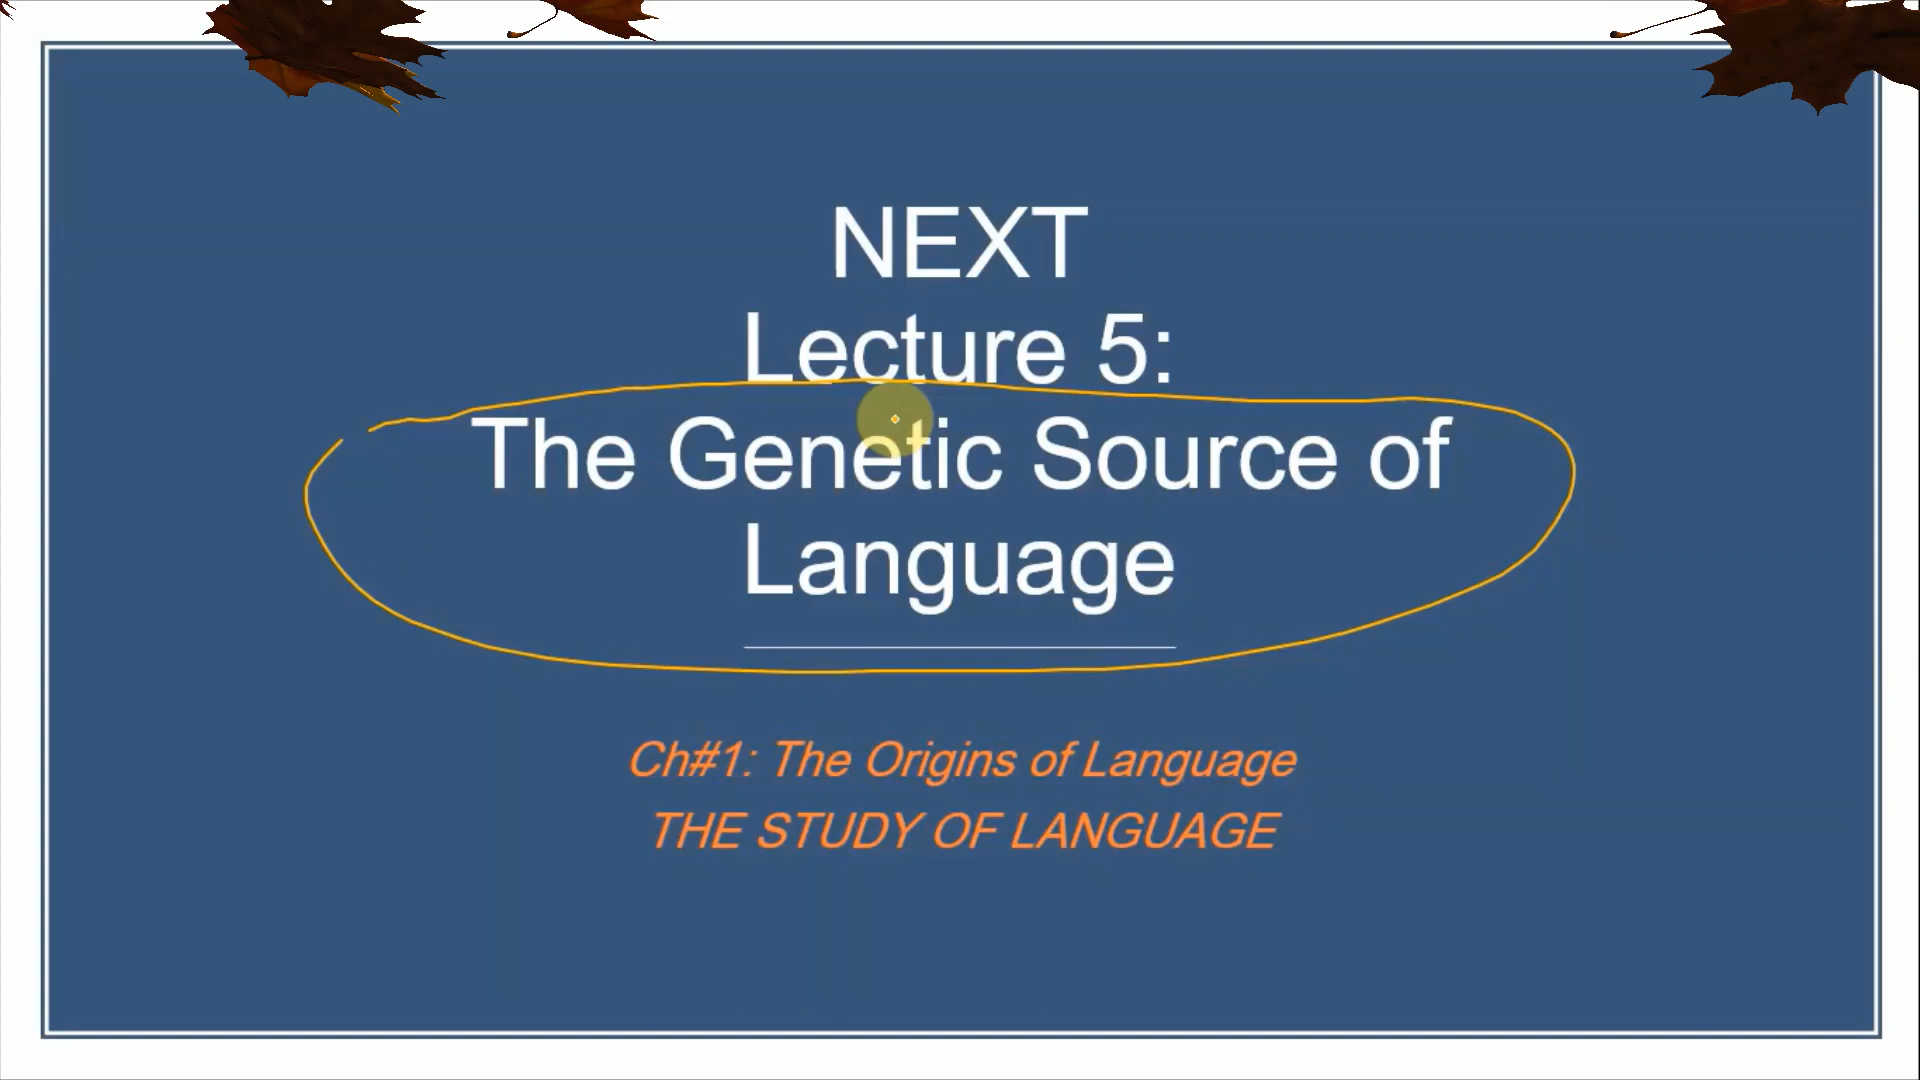 NEXT
Lecture 5:
The Genetic Source of
Language
Ch#1: The Origins of Language
THE STUDY OF LANGUAGE